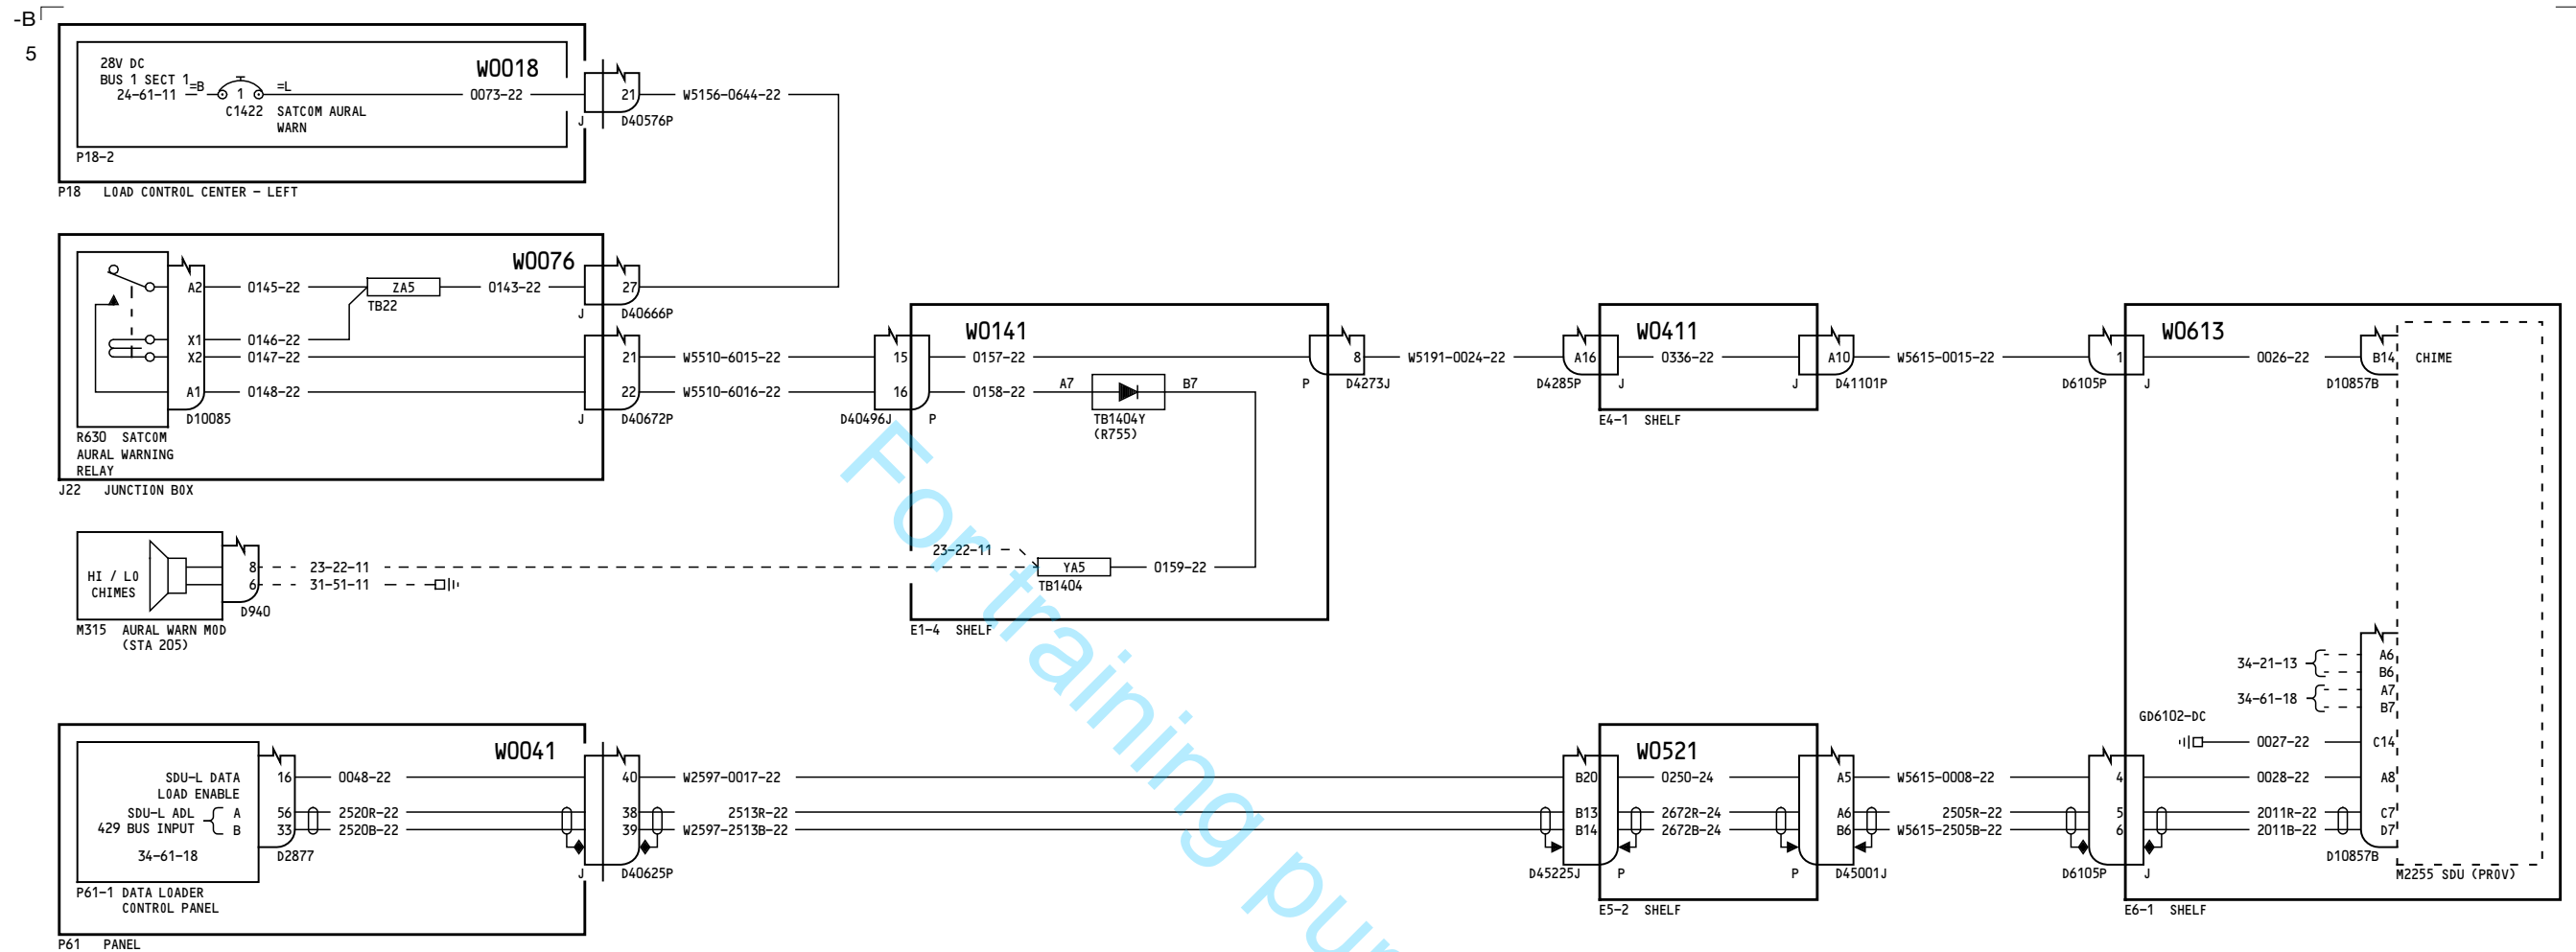 -B
5
28V DC
BUS 1 SECT 1
24-61-11
=B
1
=L
C1422
SATCOM AURAL
WARN
W0018
0073-22
21
W5156-0644-22
J
D40576P
P18-2
P18 LOAD CONTROL CENTER - LEFT
W0076
A2
0145-22
ZA5
TB22
0143-22
27
J
D40666P
X1
0146-22
X2
0147-22
21
W5510-6015-22
A1
0148-22
22
W5510-6016-22
D10085
J
D40672P
R630 SATCOM
AURAL WARNING
RELAY
J22 JUNCTION BOX
W0141
15
0157-22
16
0158-22
A7
B7
TB1404Y
(R755)
D40496J
P
P
8
D4273J
W5191-0024-22
W0411
A16
0336-22
A10
W5615-0015-22
D4285P
J
J
D41101P
E4-1 SHELF
W0613
1
0026-22
B14
CHIME
D6105P
J
D10857B
HI / LO
CHIMES
8
23-22-11
6
31-51-11
D940
M315 AURAL WARN MOD
(STA 205)
23-22-11
YA5
TB1404
0159-22
E1-4 SHELF
For training pur
34-21-13
A6
B6
34-61-18
A7
B7
GD6102-DC
0027-22
C14
W0041
SDU-L DATA
LOAD ENABLE
16
0048-22
40
W2597-0017-22
SDU-L ADL
429 BUS INPUT
A
B
56
2520R-22
38
2513R-22
33
2520B-22
39
W2597-2513B-22
34-61-18
D2877
J
D40625P
P61-1 DATA LOADER
CONTROL PANEL
P61 PANEL
W0521
B20
0250-24
A5
W5615-0008-22
B13
2672R-24
A6
2505R-22
B14
2672B-24
B6
W5615-2505B-22
D45225J
P
P
D45001J
E5-2 SHELF
4
0028-22
A8
5
2011R-22
C7
6
2011B-22
D7
D6105P
J
D10857B
M2255 SDU (PROV)
E6-1 SHELF